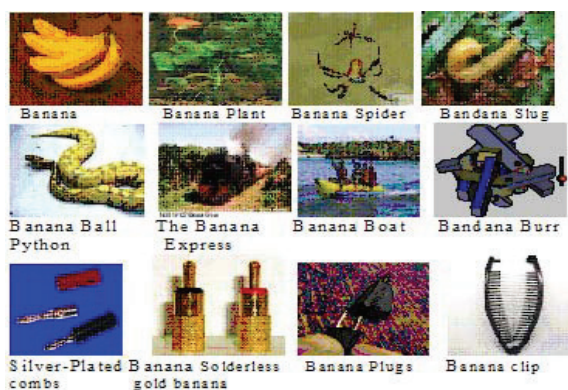 Banana Banana Plant Banana Spider Bandana Slug
Banana Ball Python The Banana Express Banana Boat Bandana Burr
Silver-Plated combs Banana Solderless gold banana Banana Plugs Banana clip